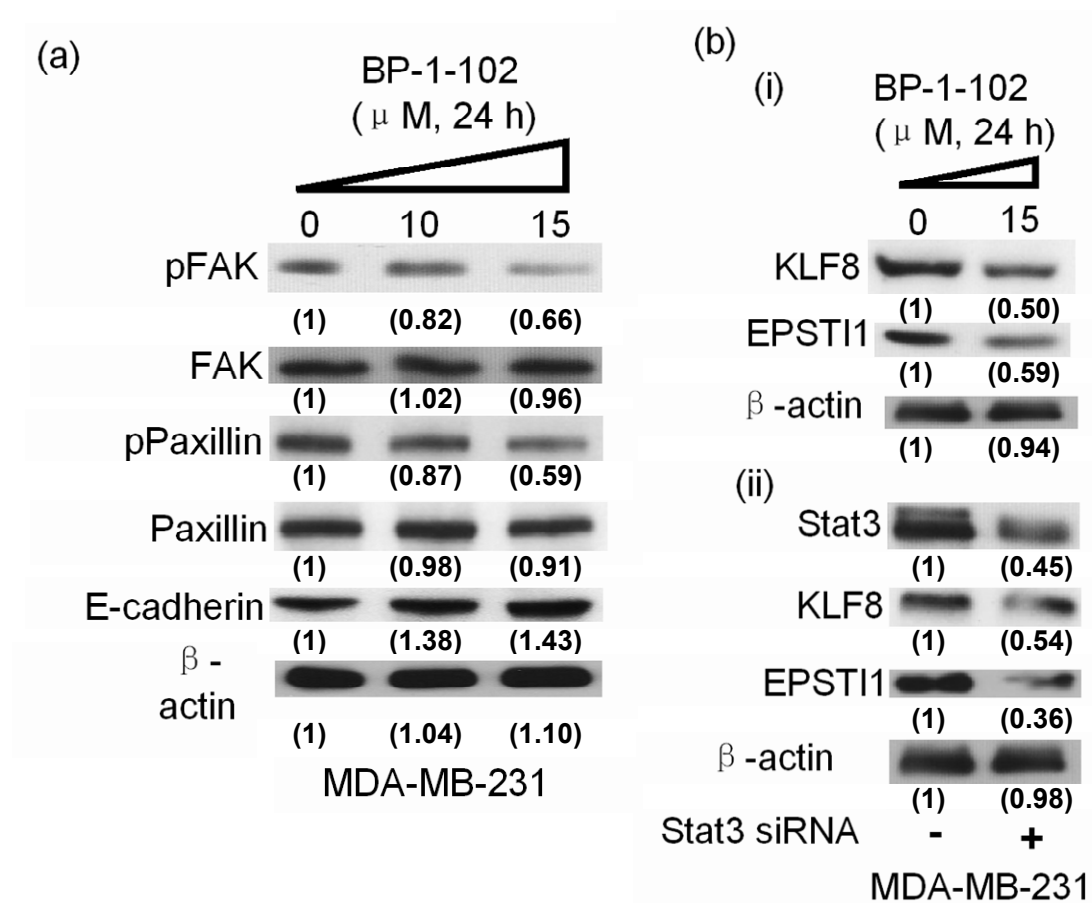 (a)
BP-1-102
(μ M, 24 h)
0 10 15
pFAK
(1) (0.82) (0.66)
FAK
(1) (1.02) (0.96)
pPaxillin
(1) (0.87) (0.59)
Paxillin
(1) (0.98) (0.91)
E-cadherin
(1) (1.38) (1.43)
β -
actin
(1) (1.04) (1.10)
MDA-MB-231
(b)
(i)
BP-1-102
(μ M, 24 h)
0 15
KLF8
(1) (0.50)
EPSTI1
(1) (0.59)
β -actin
(1) (0.94)
(ii)
Stat3
(1) (0.45)
KLF8
(1) (0.54)
EPSTI1
(1) (0.36)
β -actin
(1) (0.98)
Stat3 siRNA - +
MDA-MB-231